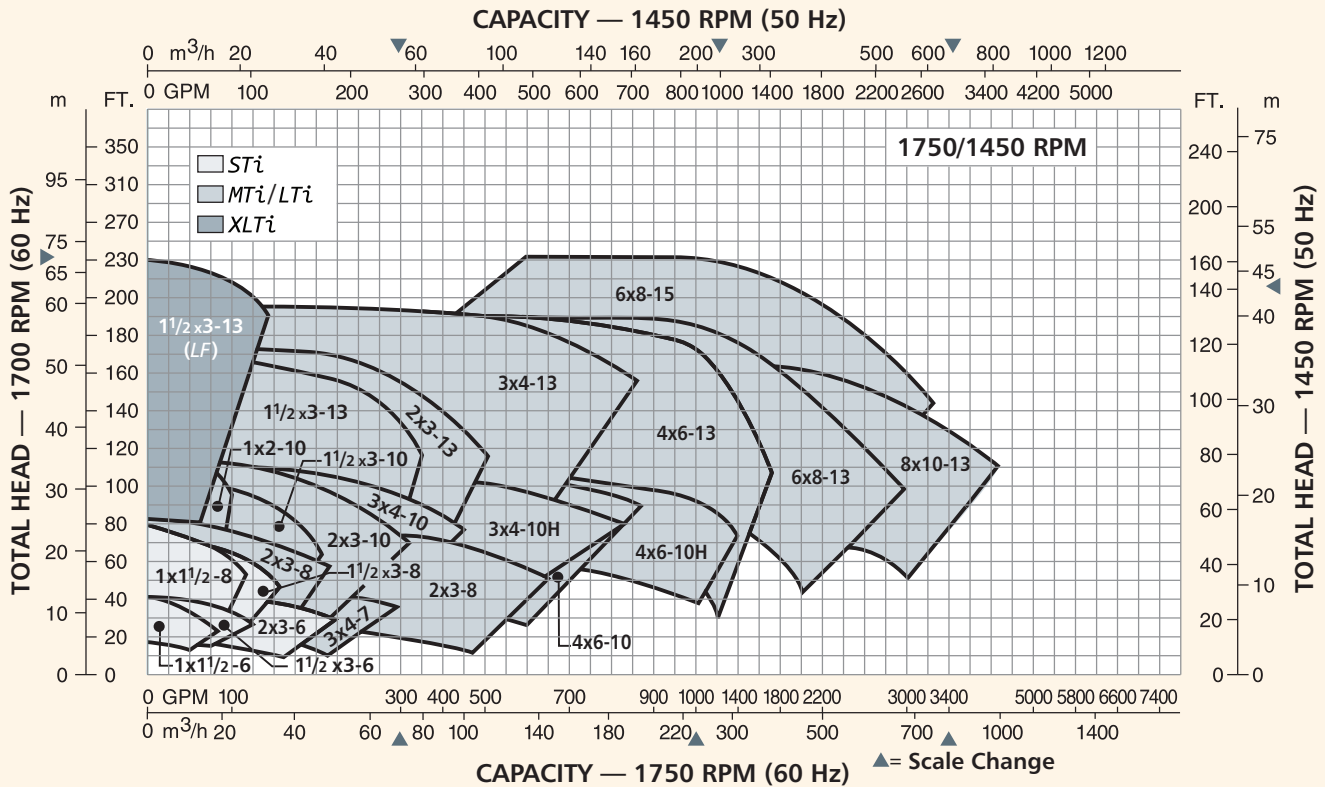 CAPACITY — 1450 RPM (50 Hz)
0 m³/h 20 40 60 100 140 160 200 300 500 600 800 1000 1200
0 GPM 100 200 300 400 500 600 700 800 1000 1400 1800 2200 2600 3400 4200 5000
m FT. FT. m
1750/1450 RPM
STi
MTi/LTi
XLTi
TOTAL HEAD — 1700 RPM (60 Hz)
95 75 65 60 50 40 30 20 10 0
350 310 270 230 200 180 160 140 120 100 80 60 40 20 0
240 200 160 140 120 100 80 60 40 20 0
75 55 45 40 30 20 10 0
TOTAL HEAD — 1450 RPM (50 Hz)
6x8-15
1½ x3-13
(LF)
3x4-13
1½ x3-13
2x3-13
4x6-13
1x2-10
1½ x3-10
6x8-13
8x10-13
3x4-10
3x4-10H
2x3-10
4x6-10H
2x3-8
1x1½-8
1½ x3-8
2x3-8
2x3-6
3x4-7
4x6-10
1x1½-6
1½ x3-6
0 GPM 100 300 400 500 700 900 1000 1400 1800 2200 3000 3400 5000 5800 6600 7400
0 m³/h 20 40 60 80 100 140 180 220 300 500 700 1000 1400
▲= Scale Change
CAPACITY — 1750 RPM (60 Hz)